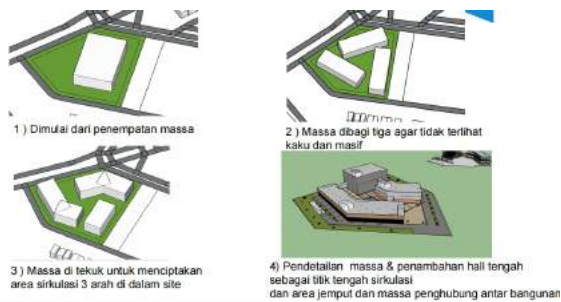 1 ) Dimulai dari penempatan massa
2 ) Massa dibagi tiga agar tidak terlihat
kaku dan masif
3 ) Massa di tekuk untuk menciptakan
area sirkulasi 3 arah di dalam site
4) Pendetailan massa & penambahan hall tengah
sebagai titik tengah sirkulasi
dan area jemput dan massa penghubung antar bangunan